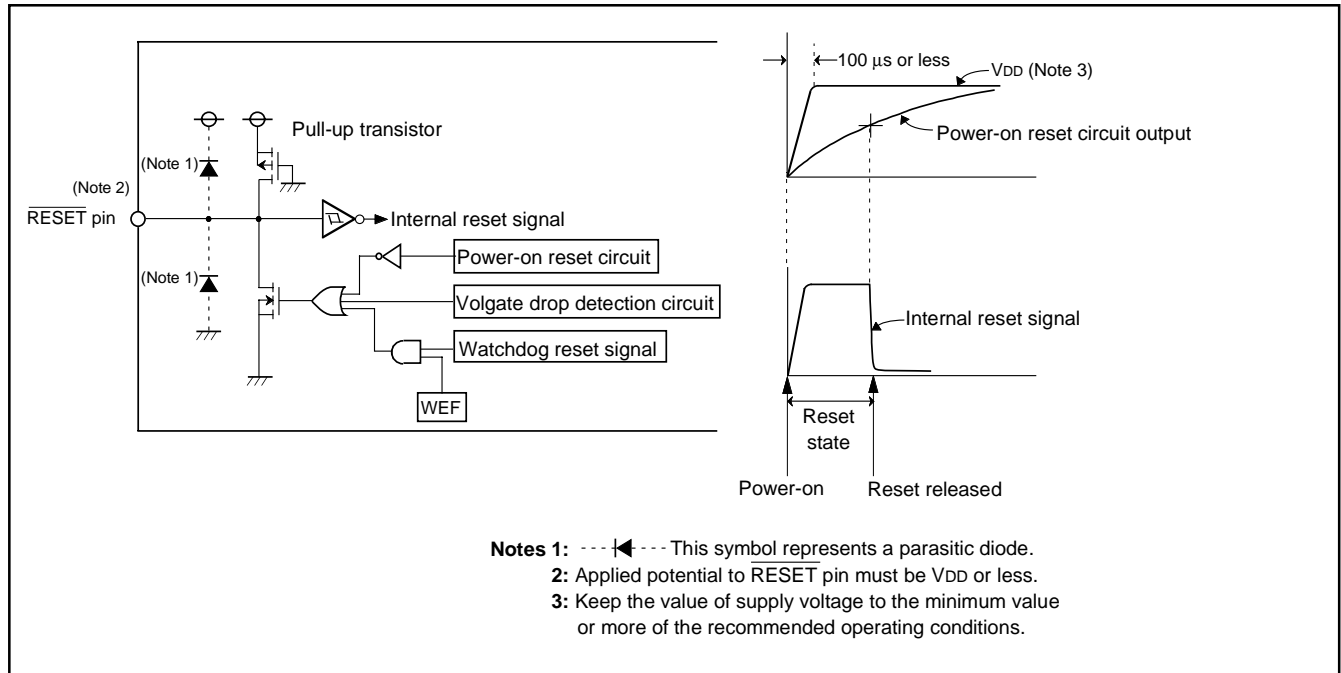 Pull-up transistor
(Note 1)
(Note 2)
RESET pin
Internal reset signal
Power-on reset circuit
(Note 1)
Volgate drop detection circuit
Watchdog reset signal
WEF
100 μs or less
VDD (Note 3)
Power-on reset circuit output
Internal reset signal
Reset
state
Power-on
Reset released
Notes 1: This symbol represents a parasitic diode.
2: Applied potential to RESET pin must be VDD or less.
3: Keep the value of supply voltage to the minimum value
or more of the recommended operating conditions.